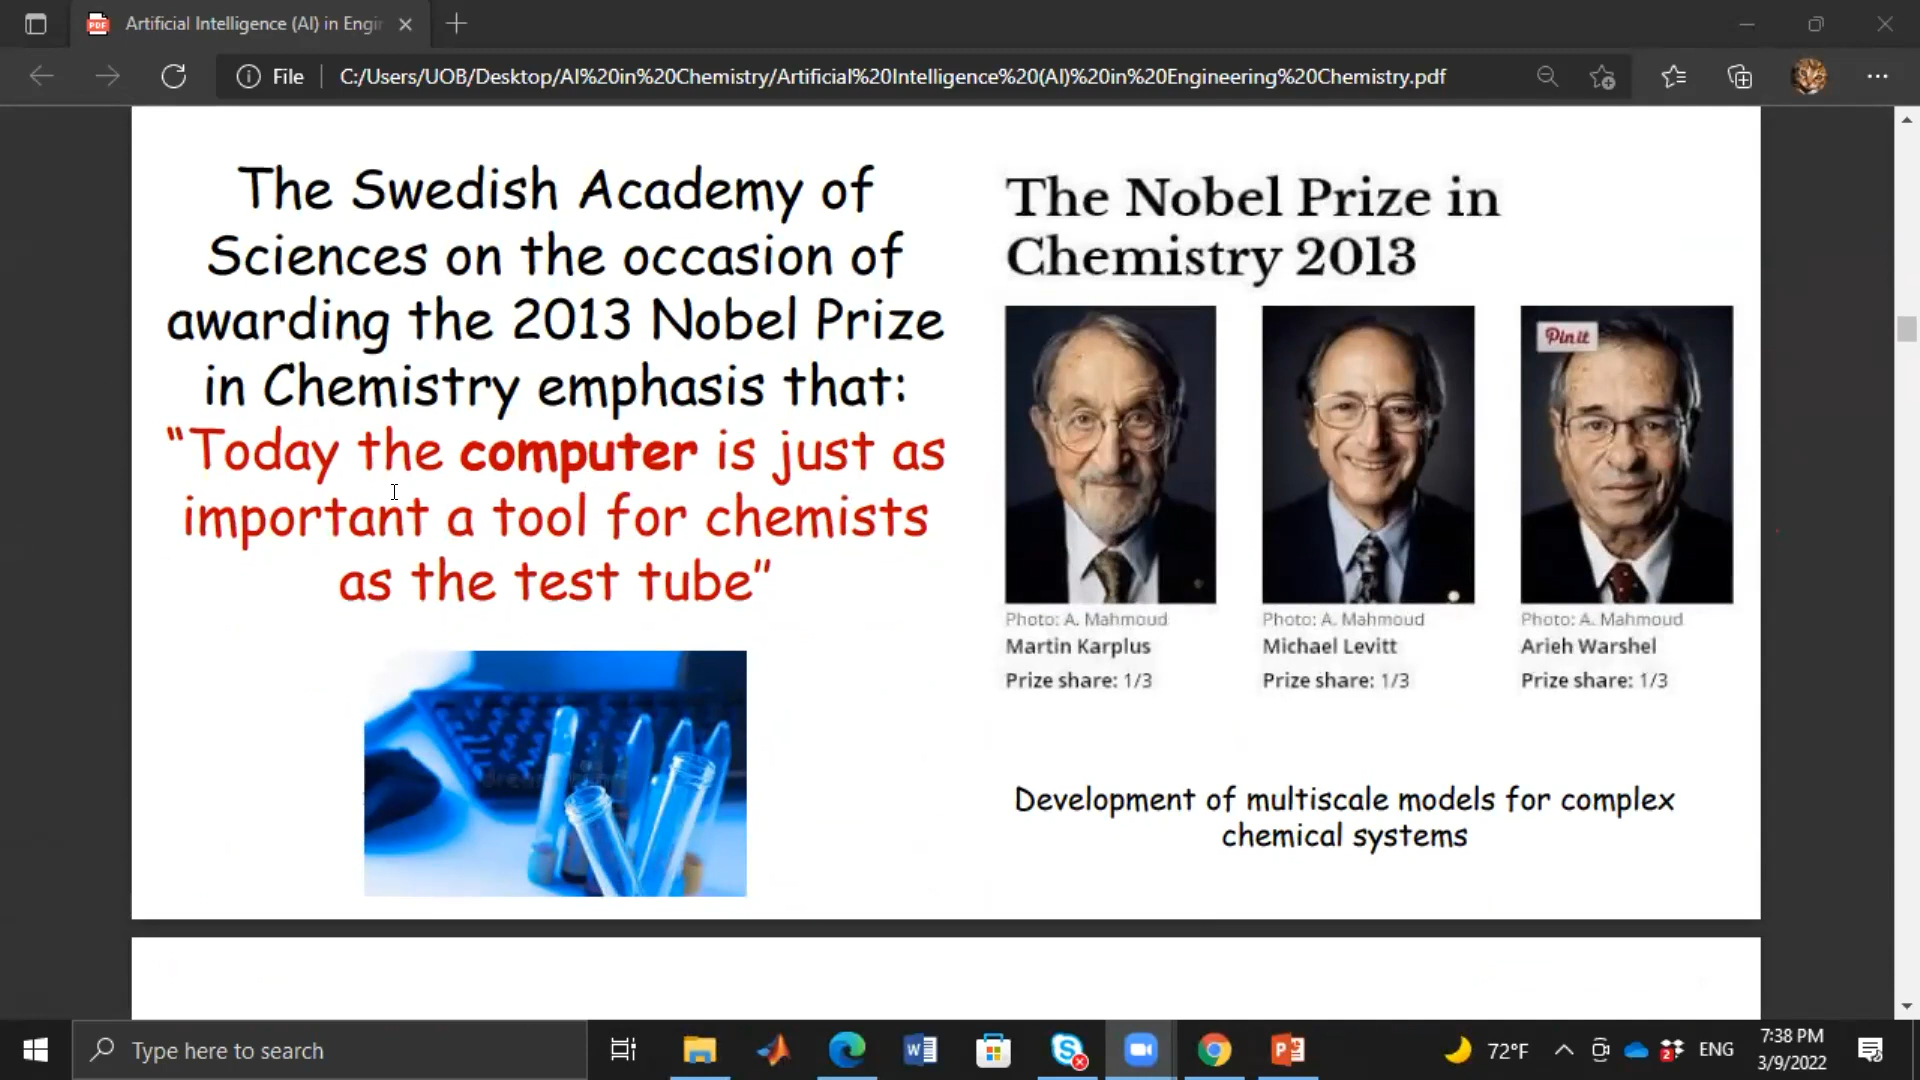 Artificial Intelligence (AI) in Engin
File
C:/Users/UOB/Desktop/AI%20in%20Chemistry/Artificial%20Intelligence%20(AI)%20in%20Engineering%20Chemistry.pdf
The Swedish Academy of
Sciences on the occasion of
awarding the 2013 Nobel Prize
in Chemistry emphasis that:
“Today the computer is just as
important a tool for chemists
as the test tube”
The Nobel Prize in
Chemistry 2013
Pin it
Photo: A. Mahmoud
Martin Karplus
Prize share: 1/3
Photo: A. Mahmoud
Michael Levitt
Prize share: 1/3
Photo: A. Mahmoud
Arieh Warshel
Prize share: 1/3
Development of multiscale models for complex
chemical systems
Type here to search
72°F
ENG
7:38 PM
3/9/2022